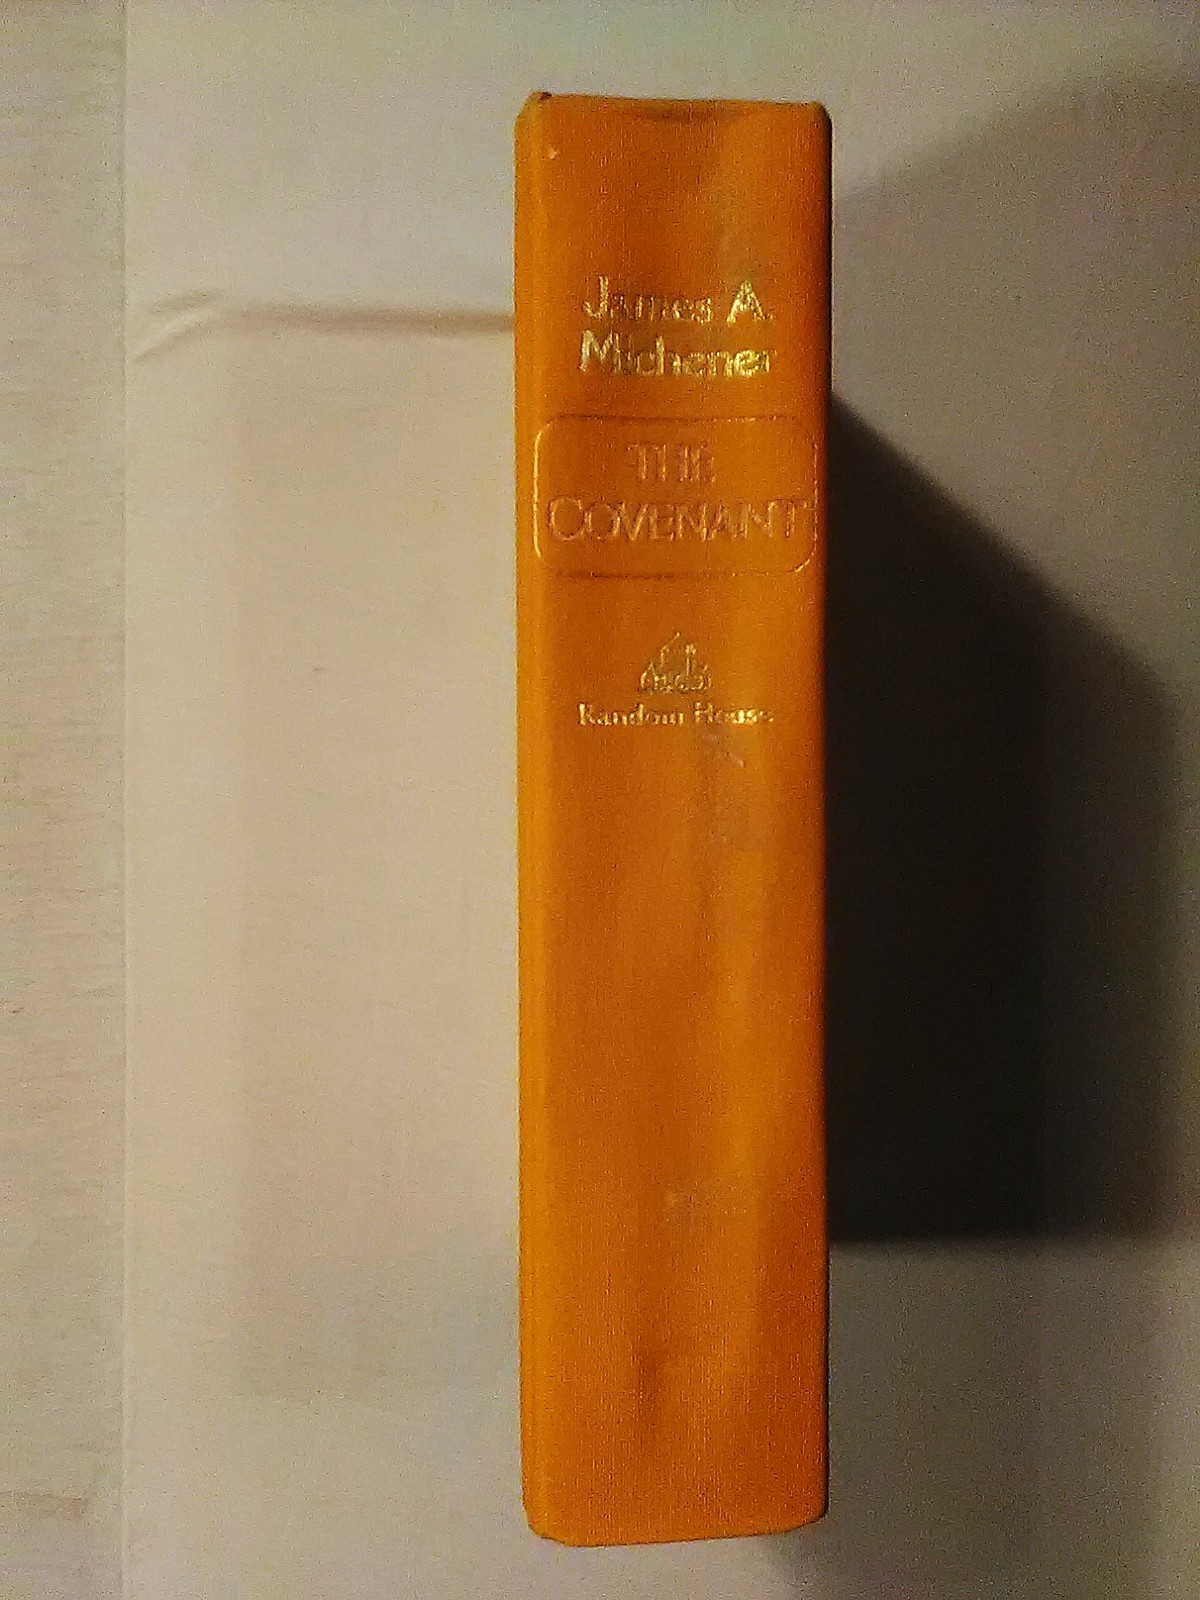 James A.
Michener
THE
COVENANT
Random House